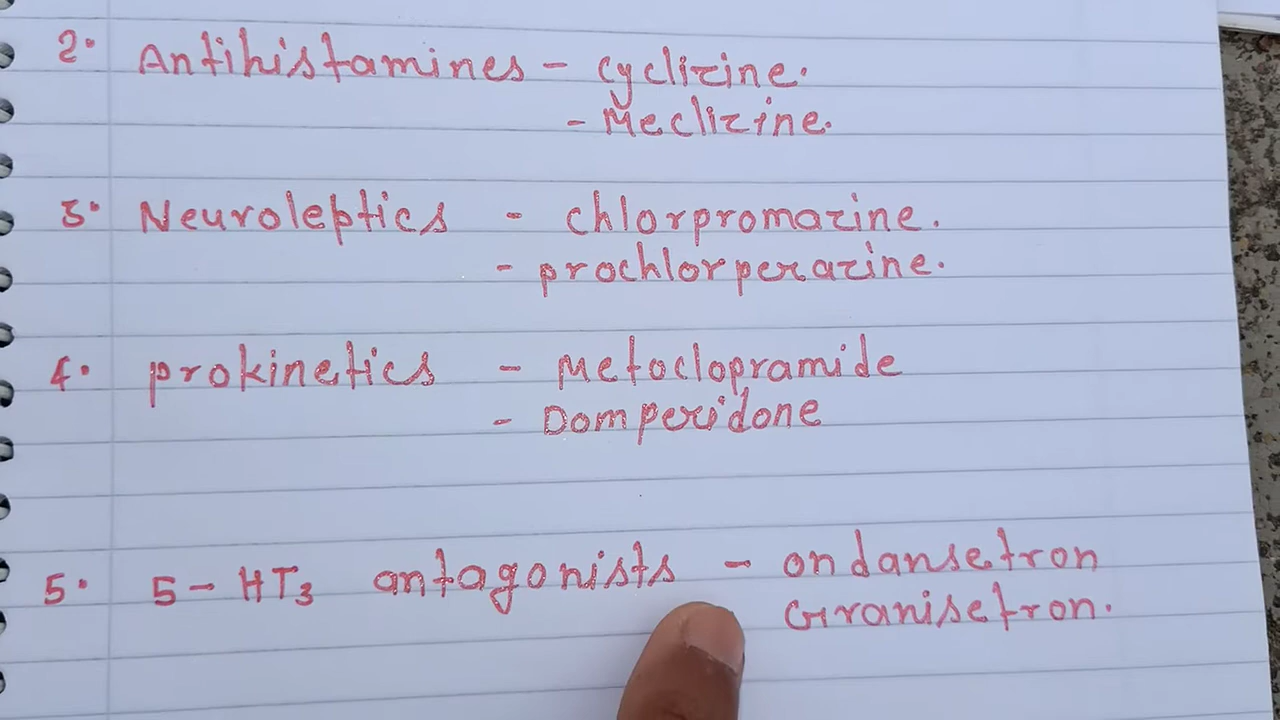 2. Antihistamines - Cyclizine.
- Meclizine.
3. Neuroleptics - chlorpromazine.
- prochlorperazine.
4. prokinetics - Metoclopramide
- Domperidone
5. 5-HT₃ antagonists - ondansetron
Granisetron.